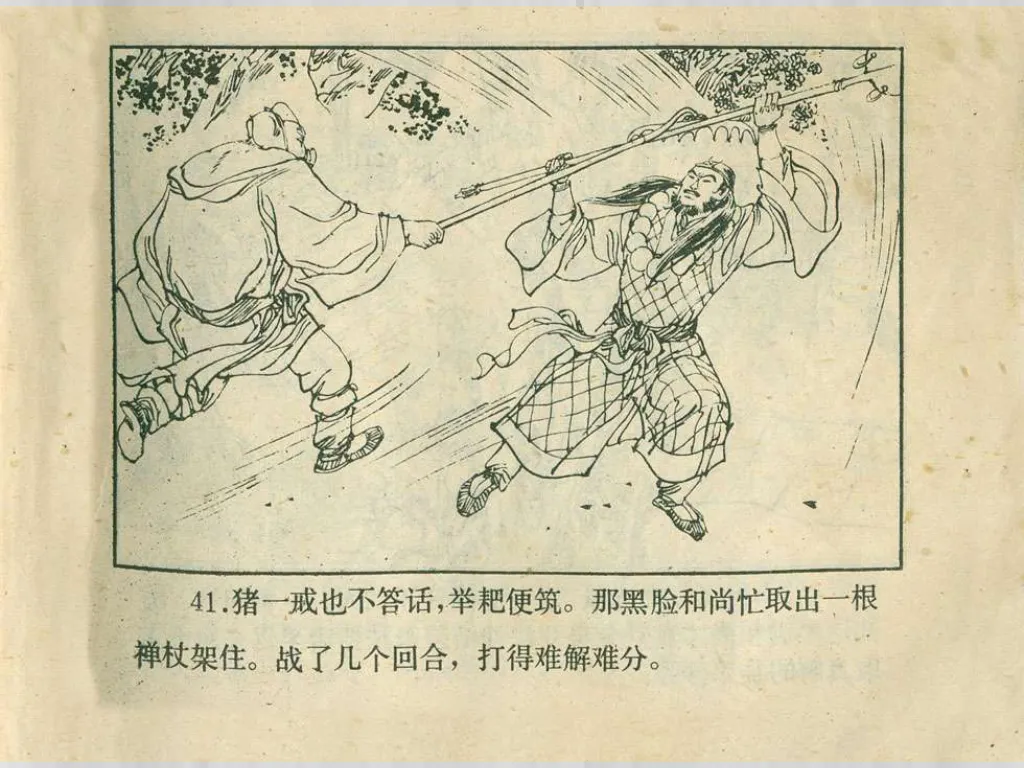 41.猪一戒也不答话,举耙便筑。那黑脸和尚忙取出一根
禅杖架住。战了几个回合，打得难解难分。